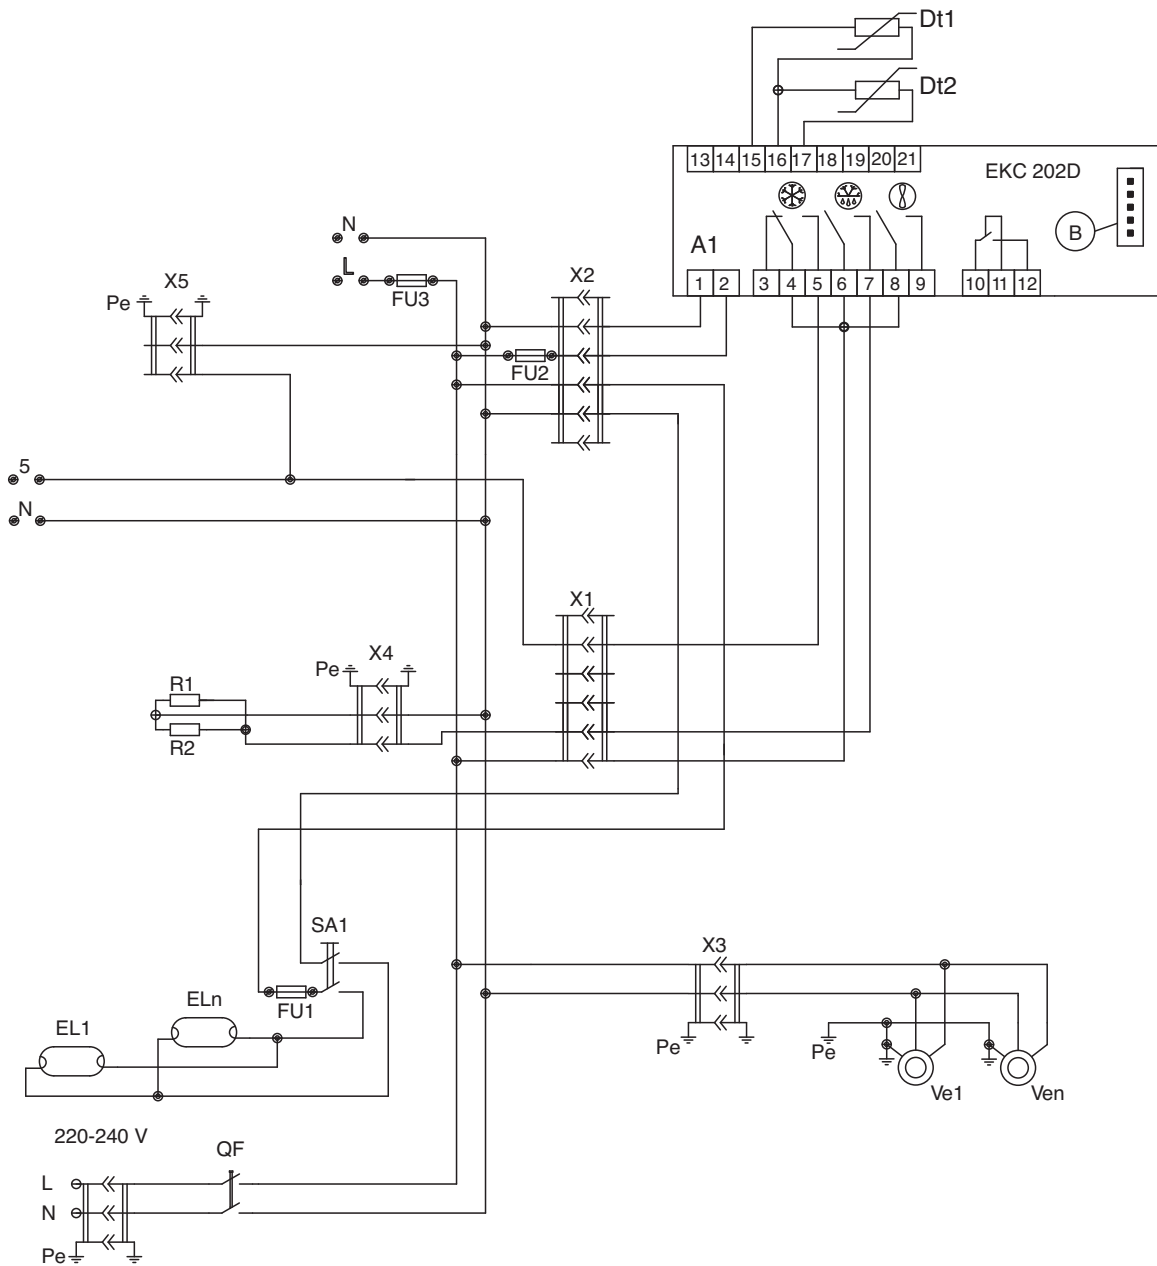 Dt1
Dt2
13 14 15 16 17 18 19 20 21
EKC 202D
B
A1
1 2 3 4 5 6 7 8 9 10 11 12
N
L
FU3
X5
Pe
X2
FU2
5
N
X1
X4
Pe
R1
R2
SA1
FU1
ELn
EL1
X3
Pe
Pe
Ve1
Ven
220-240 V
QF
L
N
Pe